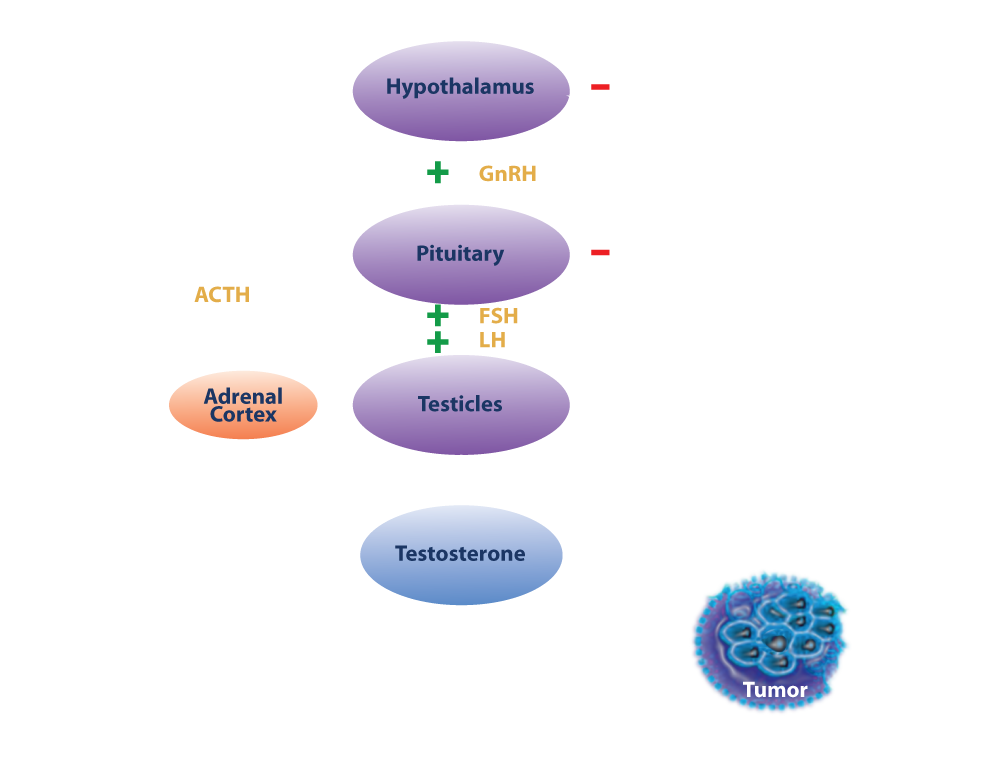 Hypothalamus
GnRH
Pituitary
ACTH
FSH
LH
Adrenal
Cortex
Testicles
Testosterone
Tumor